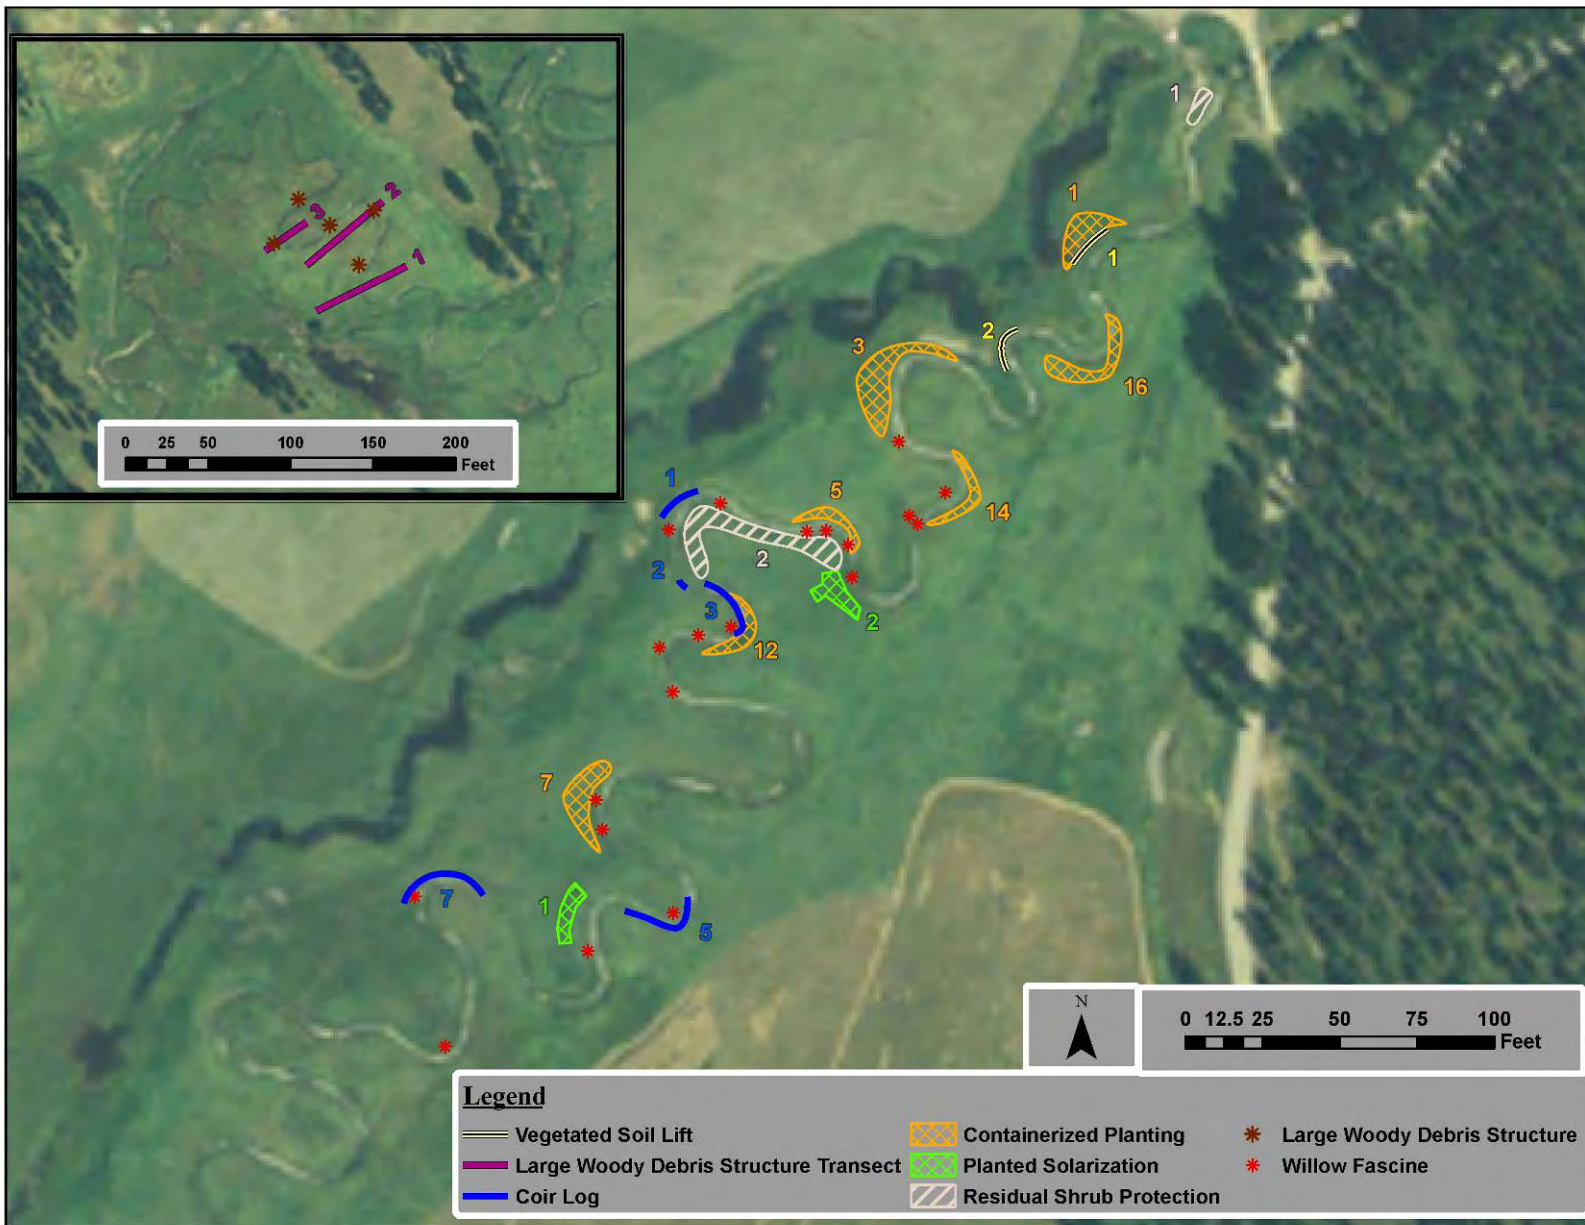 3
2
1
0 25 50 100 150 200
Feet
1
1
1
2
3
16
1
5
14
2
2
3
12
2
7
7
1
5
N
0 12.5 25 50 75 100
Feet
Legend
Vegetated Soil Lift
Large Woody Debris Structure Transect
Coir Log
Containerized Planting
Planted Solarization
Residual Shrub Protection
Large Woody Debris Structure
Willow Fascine